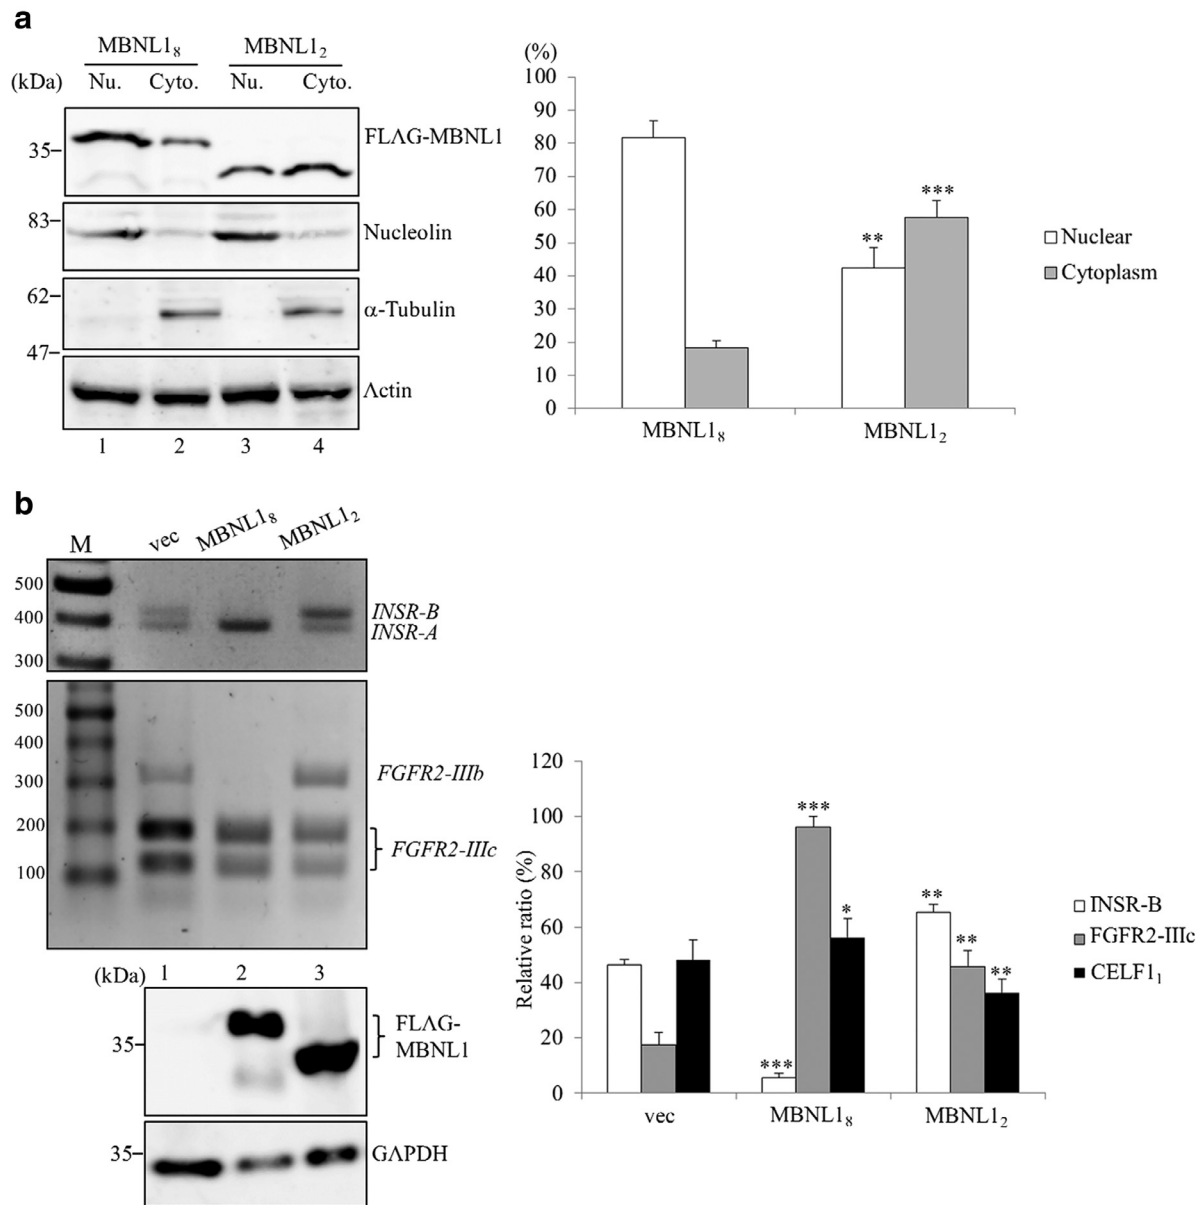 a
MBNL1₈ MBNL1₂
(kDa) Nu. Cyto. Nu. Cyto.
35 FLAG-MBNL1
83 Nucleolin
62 α-Tubulin
47
Actin
1 2 3 4
(%)
100
90
80
70
60
50
40
30
20
10
0
** ***
MBNL1₈ MBNL1₂
Nuclear
Cytoplasm
b
M vec MBNL1₈ MBNL1₂
500
400
300
INSR-B
INSR-A
500
400
300
200
100
FGFR2-IIIb
FGFR2-IIIc
(kDa) 1 2 3
35 FLAG-
MBNL1
35 GAPDH
Relative ratio (%)
120
100
80
60
40
20
0
*** *** * ** ** **
vec MBNL1₈ MBNL1₂
INSR-B
FGFR2-IIIc
CELF1₁